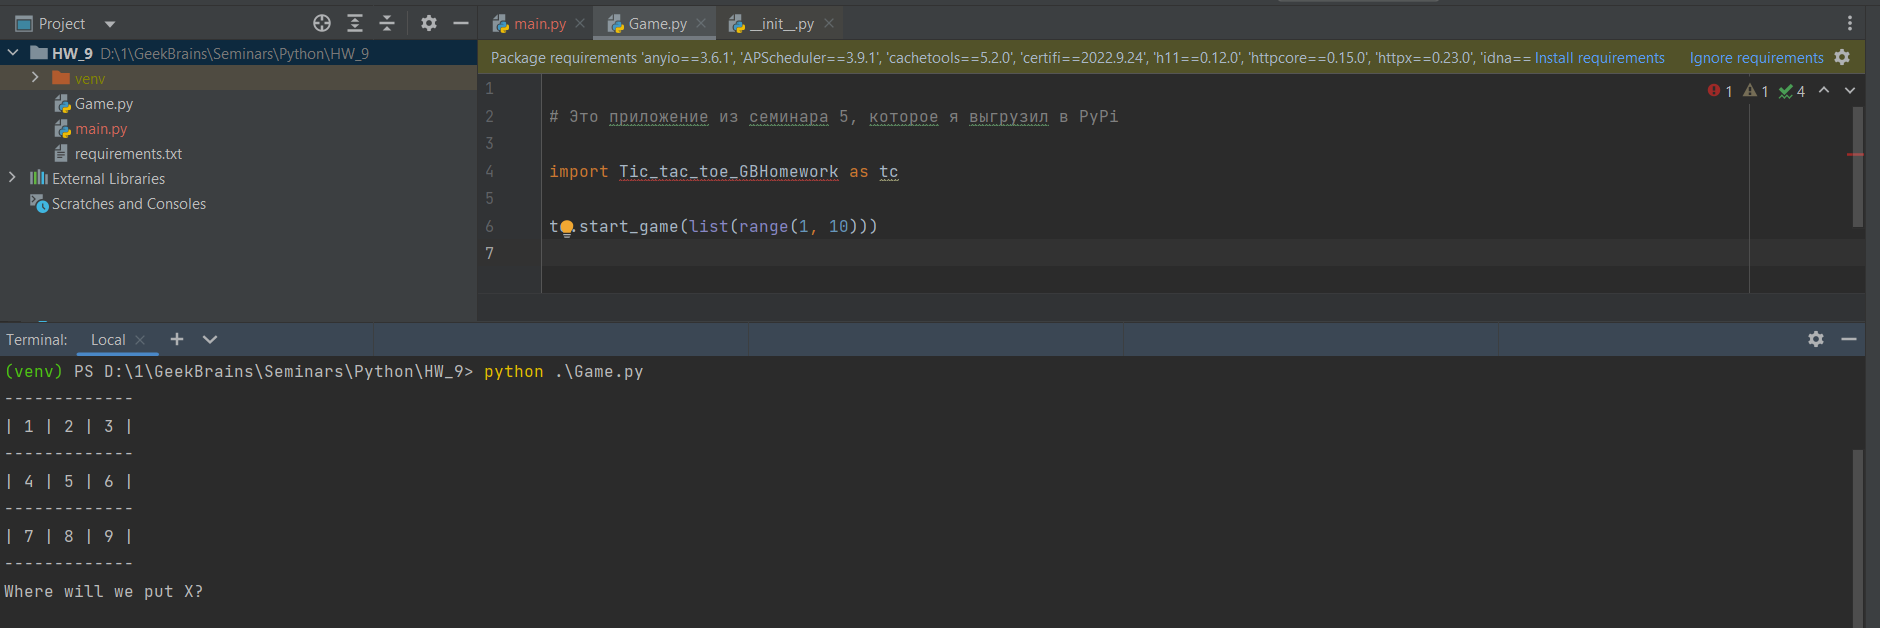 Project
main.py
Game.py
__init__.py
HW_9 D:\1\GeekBrains\Seminars\Python\HW_9
venv
Game.py
main.py
requirements.txt
External Libraries
Scratches and Consoles
Package requirements 'anyio==3.6.1', 'APScheduler==3.9.1', 'cachetools==5.2.0', 'certifi==2022.9.24', 'h11==0.12.0', 'httpcore==0.15.0', 'httpx==0.23.0', 'idna== Install requirements Ignore requirements
1 1 4
1
2 # Это приложение из семинара 5, которое я выгрузил в PyPi
3
4 import Tic_tac_toe_GBHomework as tc
5
6 t .start_game(list(range(1, 10)))
7
Terminal: Local
(venv) PS D:\1\GeekBrains\Seminars\Python\HW_9> python .\Game.py
-------------
| 1 | 2 | 3 |
-------------
| 4 | 5 | 6 |
-------------
| 7 | 8 | 9 |
-------------
Where will we put X?